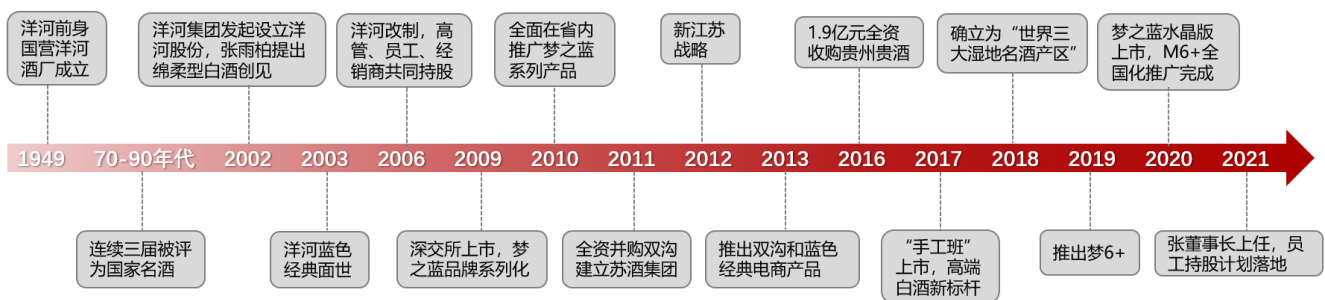 洋河前身
国营洋河
酒厂成立
洋河集团发起设立洋
河股份，张雨柏提出
绵柔型白酒创见
洋河改制，高
管、员工、经
销商共同持股
全面在省内
推广梦之蓝
系列产品
新江苏
战略
1.9亿元全资
收购贵州贵酒
确立为“世界三
大湿地名酒产区”
梦之蓝水晶版
上市，M6+全
国化推广完成
1949 70-90年代 2002 2003 2006 2009 2010 2011 2012 2013 2016 2017 2018 2019 2020 2021
连续三届被评
为国家名酒
洋河蓝色
经典面世
深交所上市，梦
之蓝品牌系列化
全资并购双沟
建立苏酒集团
推出双沟和蓝色
经典电商产品
“手工班”
上市，高端
白酒新标杆
推出梦6+
张董事长上任，员
工持股计划落地